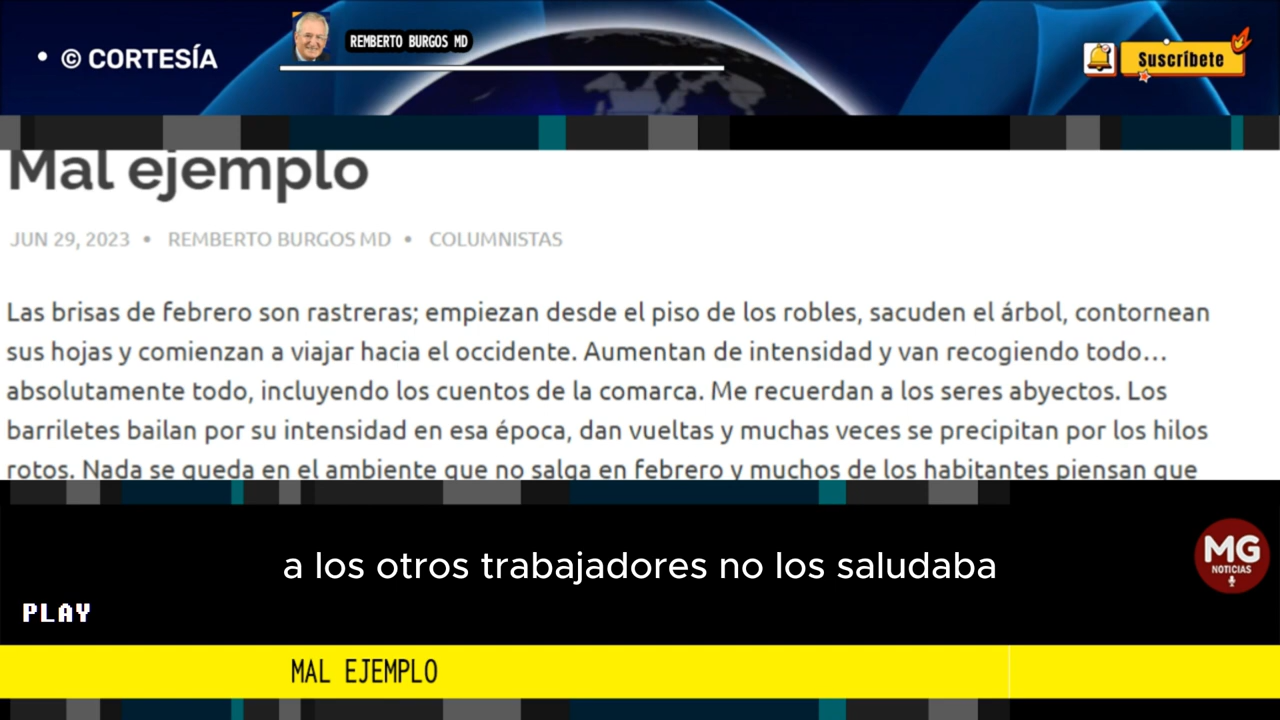 • © CORTESÍA
REMBERTO BURGOS MD
Suscríbete
Mal ejemplo
JUN 29, 2023 • REMBERTO BURGOS MD • COLUMNISTAS
Las brisas de febrero son rastreras; empiezan desde el piso de los robles, sacuden el árbol, contornean
sus hojas y comienzan a viajar hacia el occidente. Aumentan de intensidad y van recogiendo todo…
absolutamente todo, incluyendo los cuentos de la comarca. Me recuerdan a los seres abyectos. Los
barriletes bailan por su intensidad en esa época, dan vueltas y muchas veces se precipitan por los hilos
rotos. Nada se queda en el ambiente que no salga en febrero y muchos de los habitantes piensan que
a los otros trabajadores no los saludaba
MG
NOTICIAS
PLAY
MAL EJEMPLO